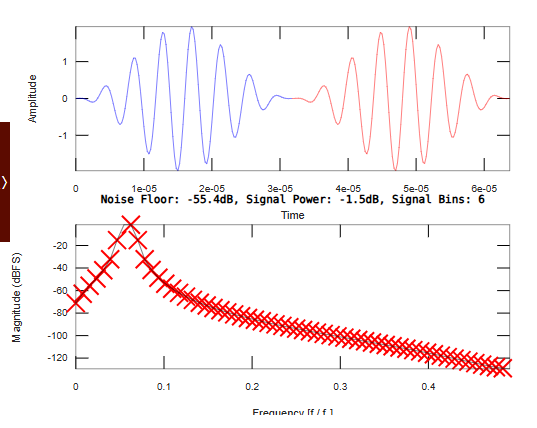 Amplitude
1
0
-1
0 1e-05 2e-05 3e-05 4e-05 5e-05 6e-05
Noise Floor: -55.4dB, Signal Power: -1.5dB, Signal Bins: 6
Time
Magnitude (dBFS)
-20
-40
-60
-80
-100
-120
0 0.1 0.2 0.3 0.4
Frequency [f / f